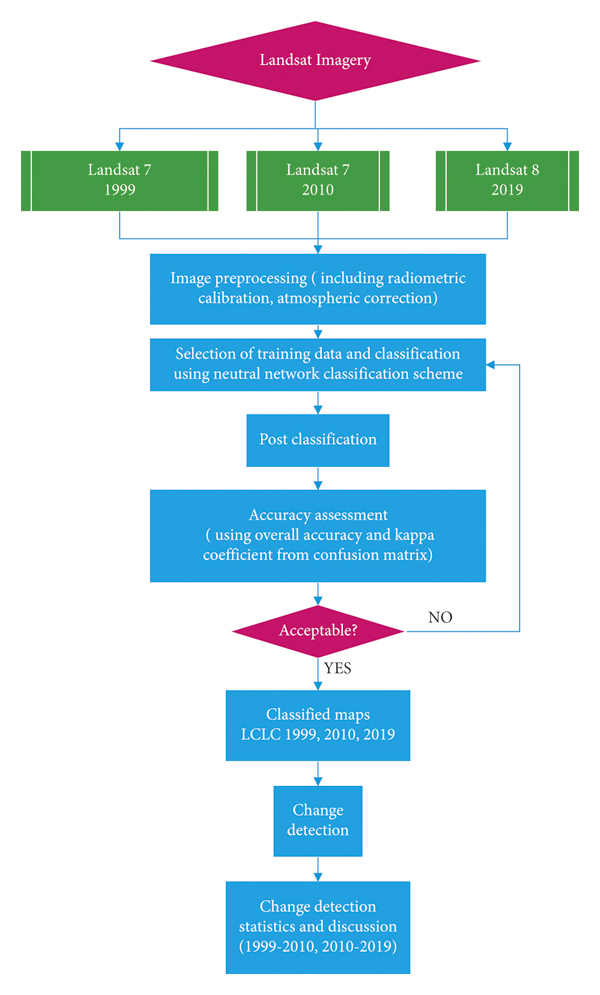 Landsat Imagery
Landsat 7
1999
Landsat 7
2010
Landsat 8
2019
Image preprocessing ( including radiometric
calibration, atmospheric correction)
Selection of training data and classification
using neutral network classification scheme
Post classification
Accuracy assessment
( using overall accuracy and kappa
coefficient from confusion matrix)
Acceptable?
NO
YES
Classified maps
LCLC 1999, 2010, 2019
Change
detection
Change detection
statistics and discussion
(1999-2010, 2010-2019)